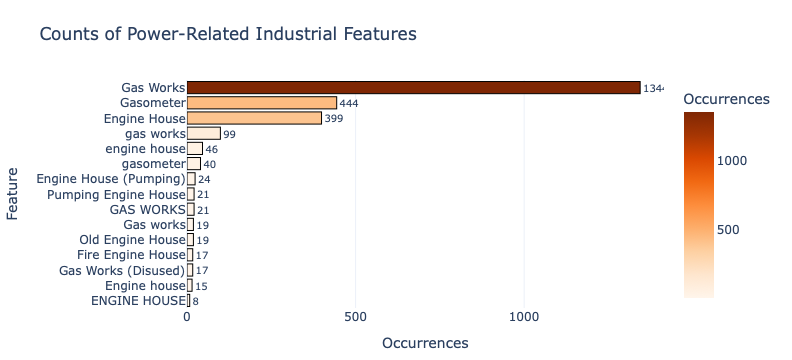 Counts of Power-Related Industrial Features
Gas Works 1344
Gasometer 444
Engine House 399
gas works 99
engine house 46
gasometer 40
Engine House (Pumping) 24
Pumping Engine House 21
GAS WORKS 21
Gas works 19
Old Engine House 19
Fire Engine House 17
Gas Works (Disused) 17
Engine house 15
ENGINE HOUSE 8
0 500 1000
Occurrences
Feature
Occurrences
1000
500